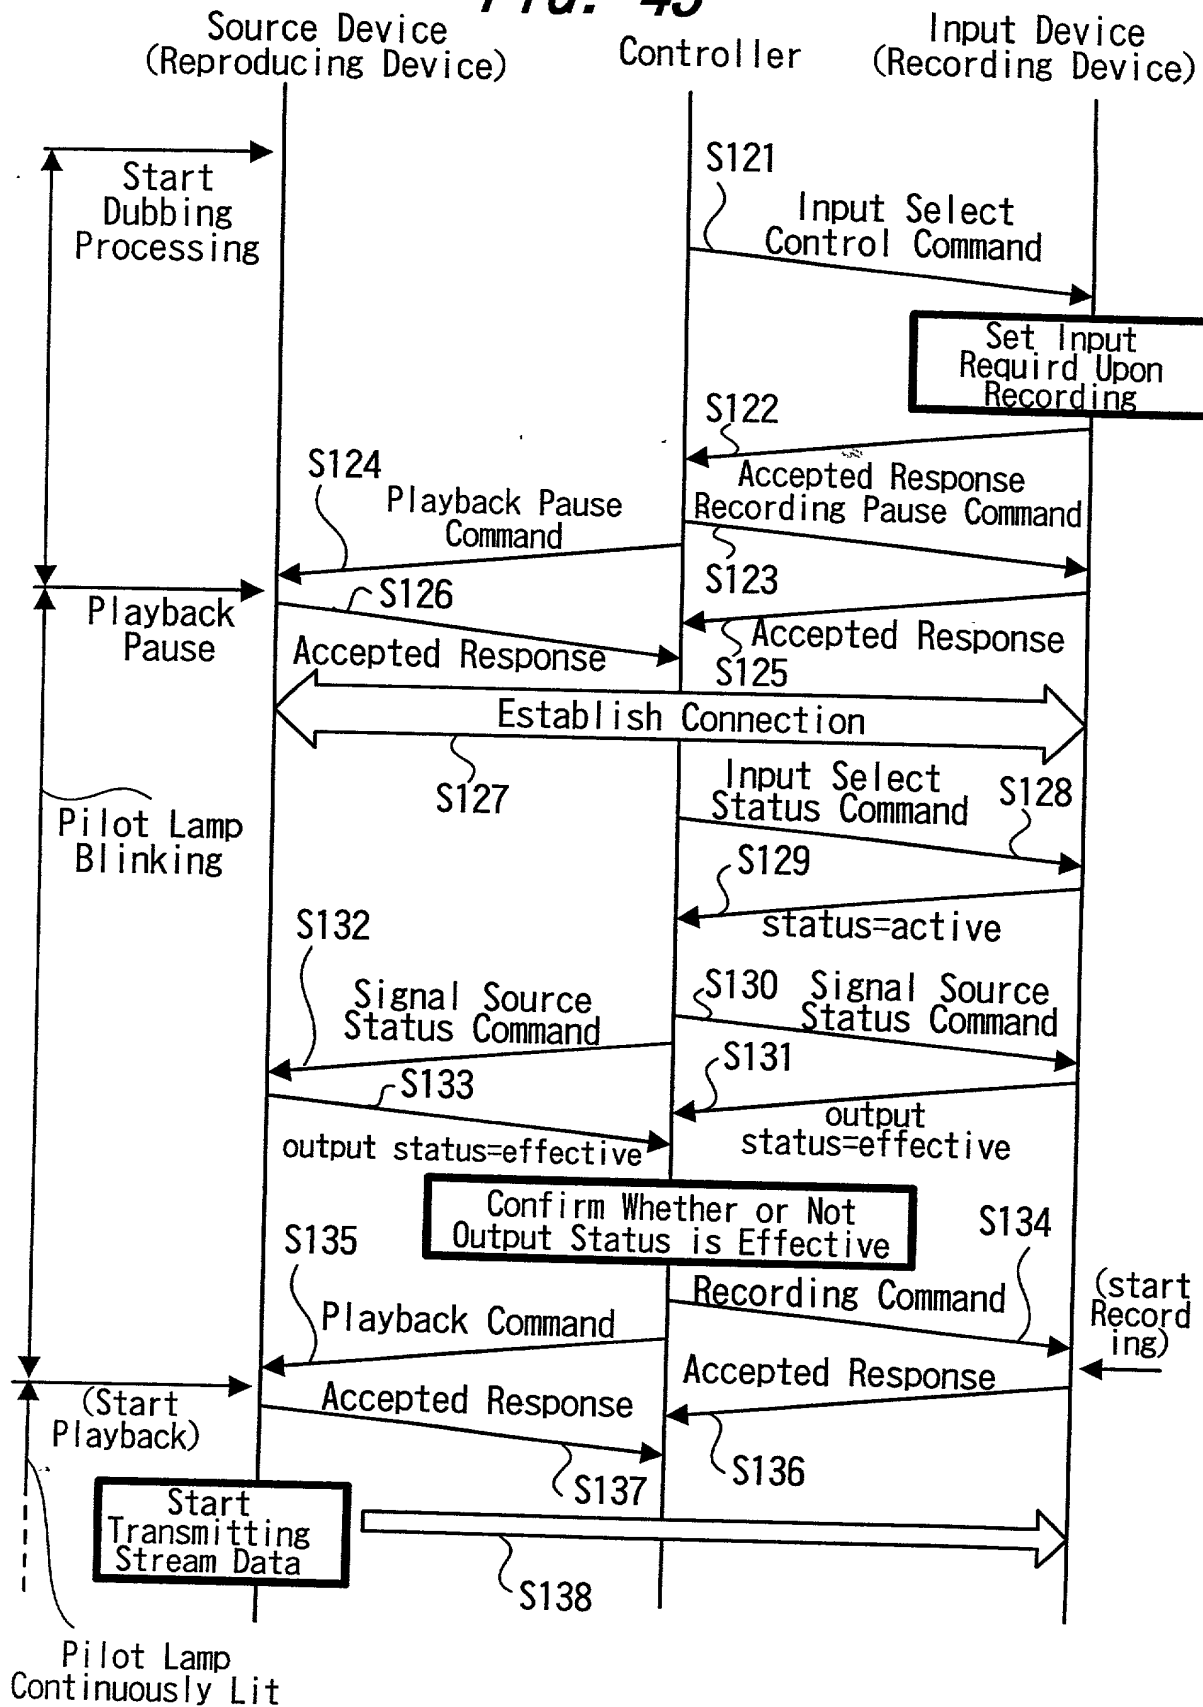 FIG. 43
Source Device
(Reproducing Device)
Controller
Input Device
(Recording Device)
Start
Dubbing
Processing
S121
Input Select
Control Command
Set Input
Requird Upon
Recording
S122
Accepted Response
S124
Playback Pause
Command
Recording Pause Command
S123
Playback
Pause
S126
Accepted Response
Accepted Response
S125
Establish Connection
S127
Input Select
Status Command
S128
Pilot Lamp
Blinking
S129
status=active
S132
Signal Source
Status Command
S130
Signal Source
Status Command
S131
S133
output status=effective
output
status=effective
Confirm Whether or Not
Output Status is Effective
S134
S135
Recording Command
(start
Record
ing)
Playback Command
Accepted Response
(Start
Playback)
Accepted Response
S136
S137
Start
Transmitting
Stream Data
S138
Pilot Lamp
Continuously Lit